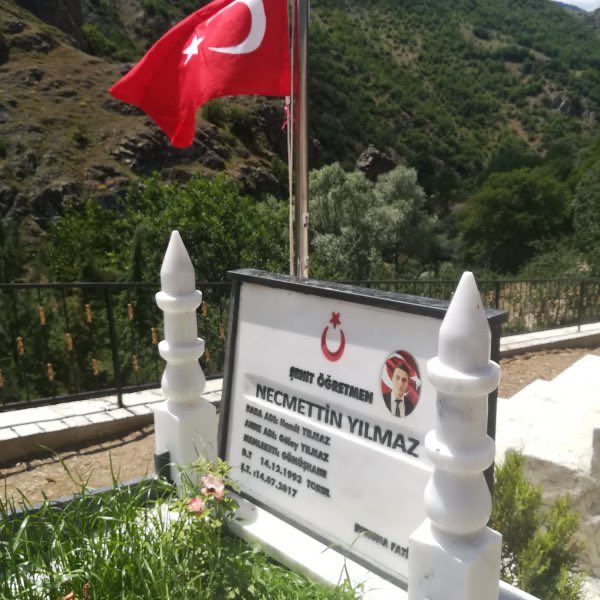 ŞEHİT ÖĞRETMEN
NECMETTİN YILMAZ
BABA ADI: Hamit YILMAZ
ANNE ADI: Gülay YILMAZ
MEMLEKETİ: GÜMÜŞHANE
D.T 14.12.1993 TORUL
Ş.T.:14.07.2017
RUHUNA FATİ